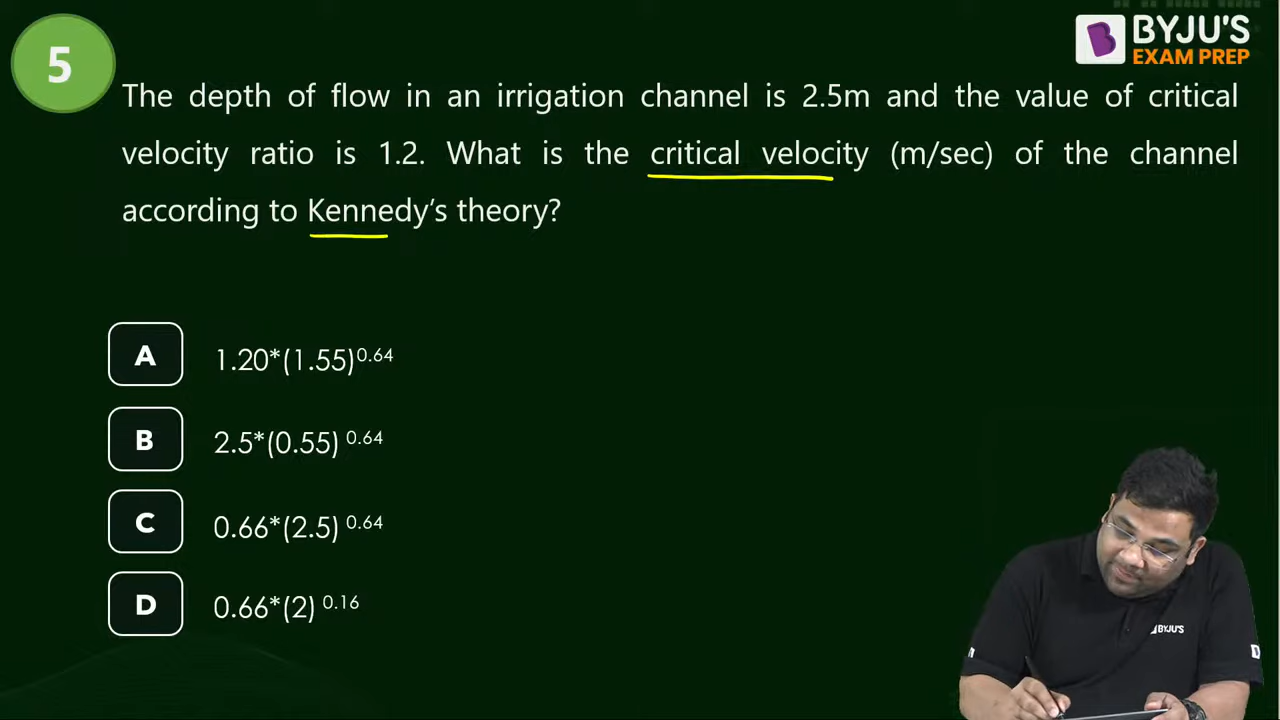 5
BYJU'S
EXAM PREP
The depth of flow in an irrigation channel is 2.5m and the value of critical
velocity ratio is 1.2. What is the critical velocity (m/sec) of the channel
according to Kennedy’s theory?
A 1.20*(1.55)^0.64
B 2.5*(0.55) ^0.64
C 0.66*(2.5) ^0.64
D 0.66*(2) ^0.16
BYJU'S